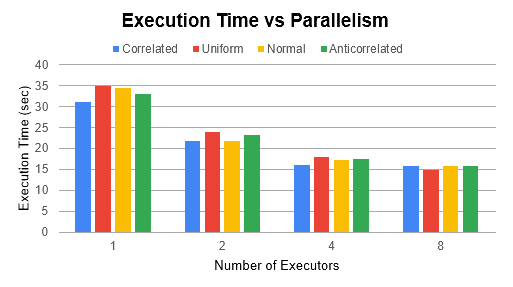 Execution Time vs Parallelism
Correlated Uniform Normal Anticorrelated
Execution Time (sec)
40
35
30
25
20
15
10
5
0
1 2 4 8
Number of Executors